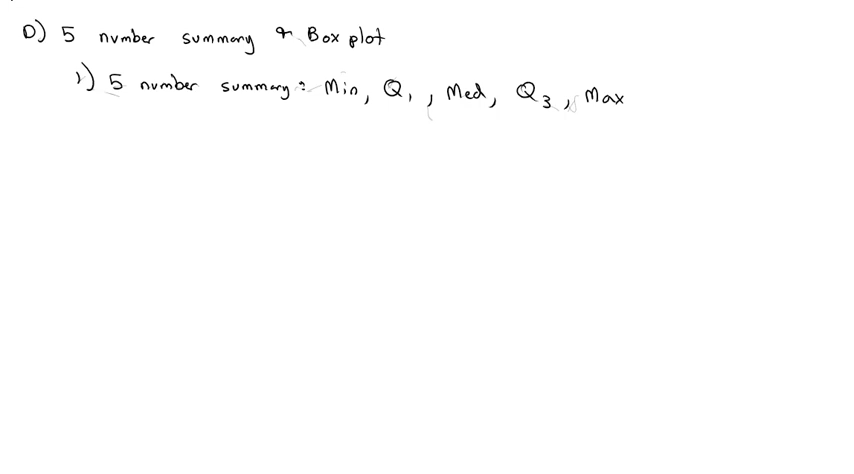 D) 5 number summary & Box plot
1) 5 number summary: Min, Q1, Med, Q3, Max